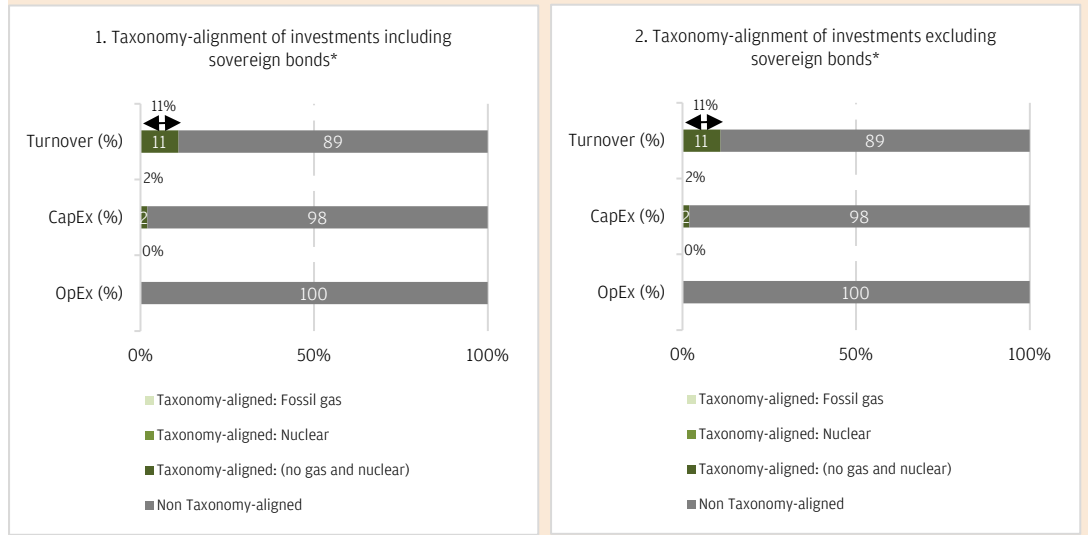 1. Taxonomy-alignment of investments including
sovereign bonds*
11%
Turnover (%)
11
89
2%
CapEx (%)
2
98
0%
OpEx (%)
100
0%
50%
100%
Taxonomy-aligned: Fossil gas
Taxonomy-aligned: Nuclear
Taxonomy-aligned: (no gas and nuclear)
Non Taxonomy-aligned
2. Taxonomy-alignment of investments excluding
sovereign bonds*
11%
Turnover (%)
11
89
2%
CapEx (%)
2
98
0%
OpEx (%)
100
0%
50%
100%
Taxonomy-aligned: Fossil gas
Taxonomy-aligned: Nuclear
Taxonomy-aligned: (no gas and nuclear)
Non Taxonomy-aligned